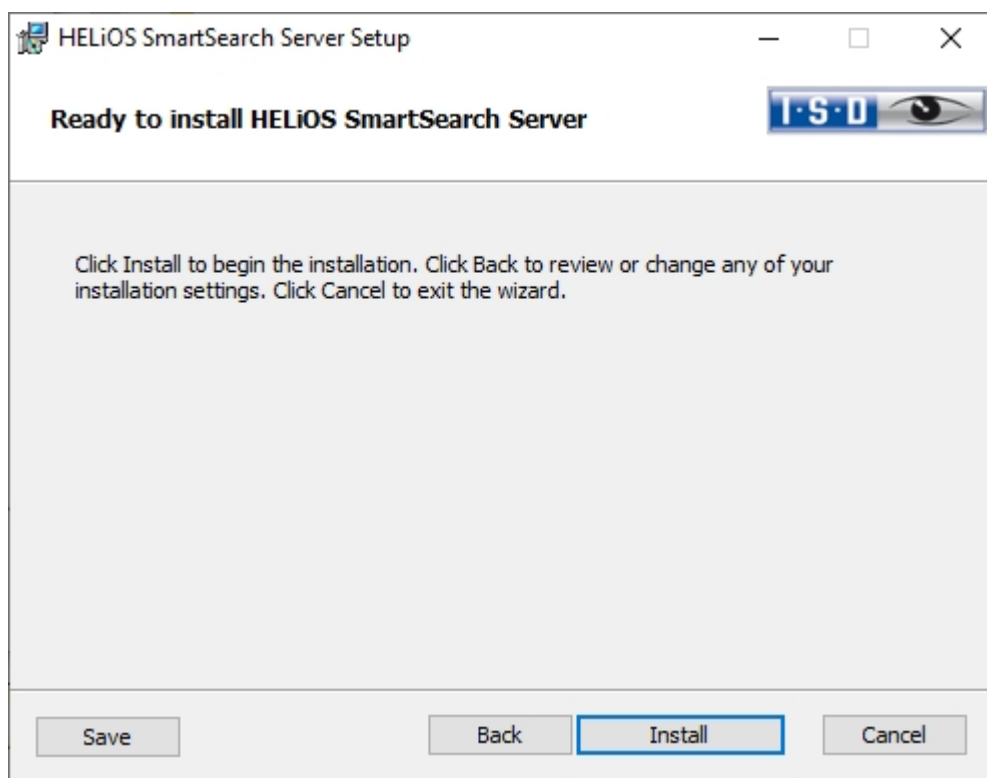 HELiOS SmartSearch Server Setup
Ready to install HELiOS SmartSearch Server
I·S·D
Click Install to begin the installation. Click Back to review or change any of your
installation settings. Click Cancel to exit the wizard.
Save
Back
Install
Cancel